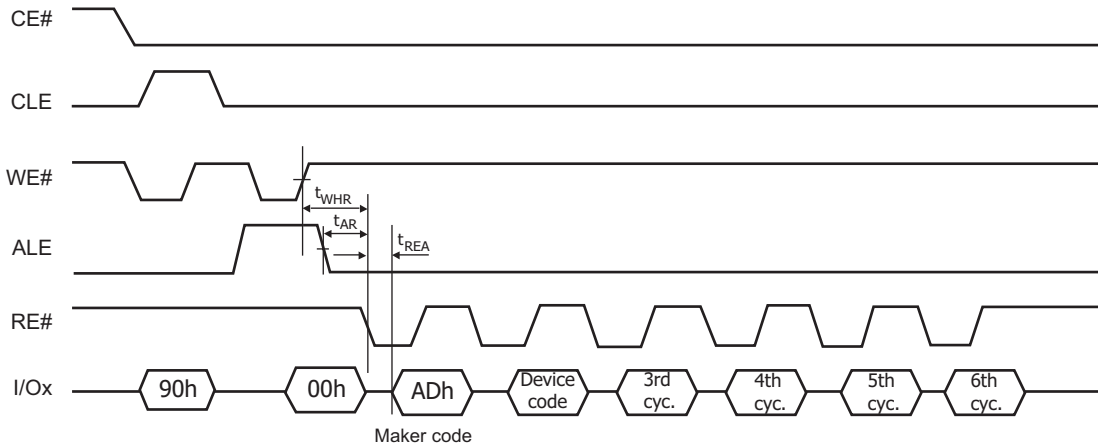 CE#
CLE
WE#
tWHR
tAR
ALE
tREA
RE#
I/Ox
90h
00h
ADh
Device
code
3rd
cyc.
4th
cyc.
5th
cyc.
6th
cyc.
Maker code